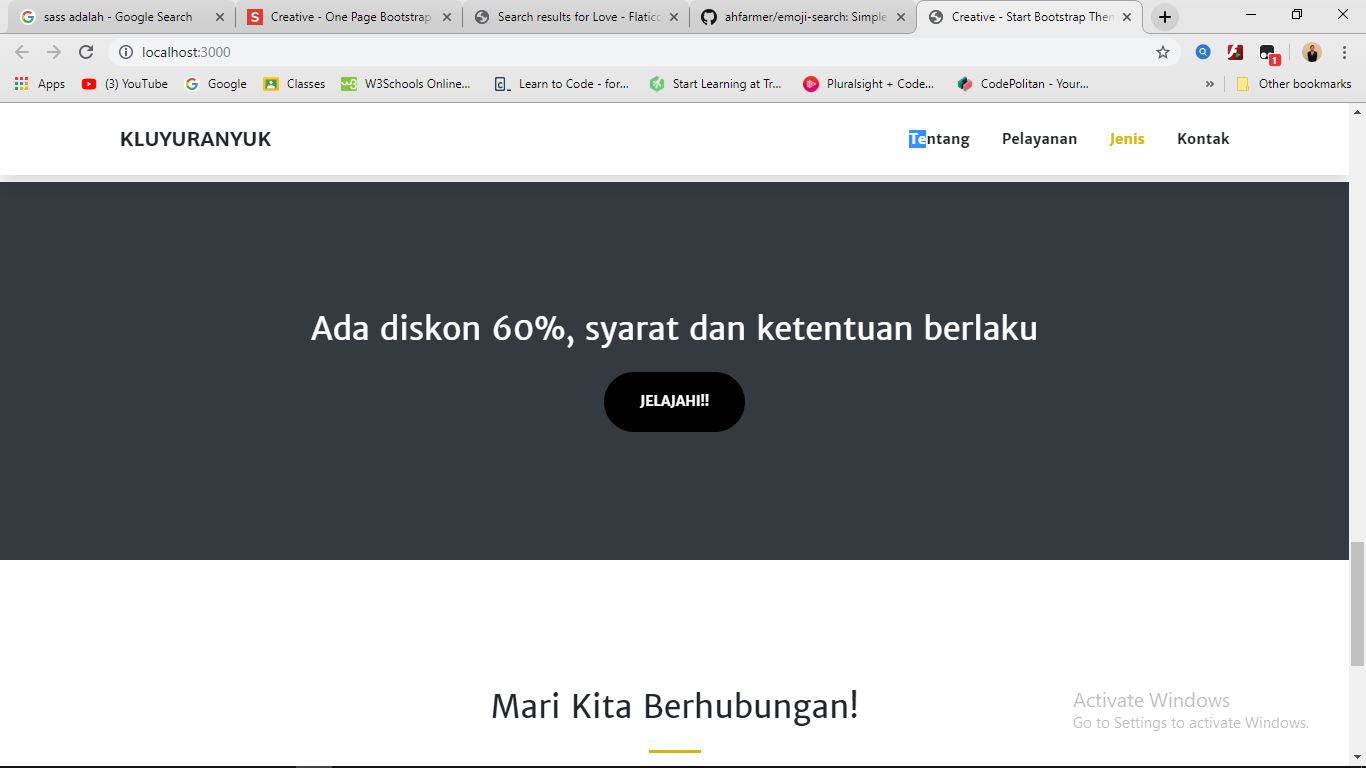 sass adalah - Google Search
Creative - One Page Bootstrap
Search results for Love - Flatico
ahfarmer/emoji-search: Simple
Creative - Start Bootstrap Them
localhost:3000
1
Apps
(3) YouTube
Google
Classes
W3Schools Online...
Learn to Code - for...
Start Learning at Tr...
Pluralsight + Code...
CodePolitan - Your...
»
Other bookmarks
KLUYURANYUK
Tentang
Pelayanan
Jenis
Kontak
Ada diskon 60%, syarat dan ketentuan berlaku
JELAJAHI!!
Mari Kita Berhubungan!
Activate Windows
Go to Settings to activate Windows.